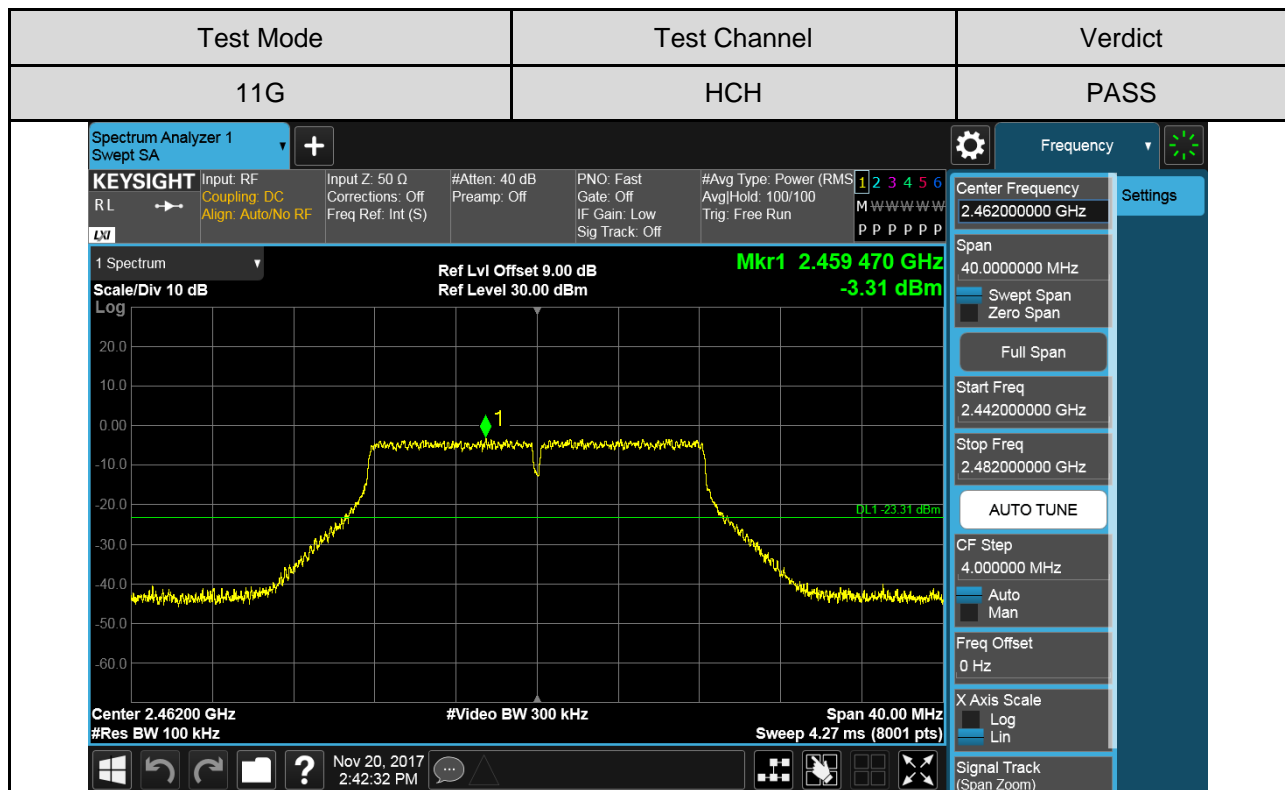 Test Mode Test Channel Verdict
11G HCH PASS
Spectrum Analyzer 1
Swept SA
+
Frequency
KEYSIGHT
RL
LXI
Input: RF
Coupling: DC
Align: Auto/No RF
Input Z: 50 Ω
Corrections: Off
Freq Ref: Int (S)
#Atten: 40 dB
Preamp: Off
PNO: Fast
Gate: Off
IF Gain: Low
Sig Track: Off
#Avg Type: Power (RMS
Avg|Hold: 100/100
Trig: Free Run
1 2 3 4 5 6
M W W W W W
P P P P P P
1 Spectrum
Scale/Div 10 dB
Log
Ref Lvl Offset 9.00 dB
Ref Level 30.00 dBm
Mkr1 2.459 470 GHz
-3.31 dBm
20.0
10.0
0.00
-10.0
-20.0
-30.0
-40.0
-50.0
-60.0
1
DL1 -23.31 dBm
Center 2.46200 GHz #Video BW 300 kHz Span 40.00 MHz
#Res BW 100 kHz Sweep 4.27 ms (8001 pts)
Nov 20, 2017
2:42:32 PM
?
Center Frequency
2.462000000 GHz
Settings
Span
40.0000000 MHz
Swept Span
Zero Span
Full Span
Start Freq
2.442000000 GHz
Stop Freq
2.482000000 GHz
AUTO TUNE
CF Step
4.000000 MHz
Auto
Man
Freq Offset
0 Hz
X Axis Scale
Log
Lin
Signal Track
(Span Zoom)